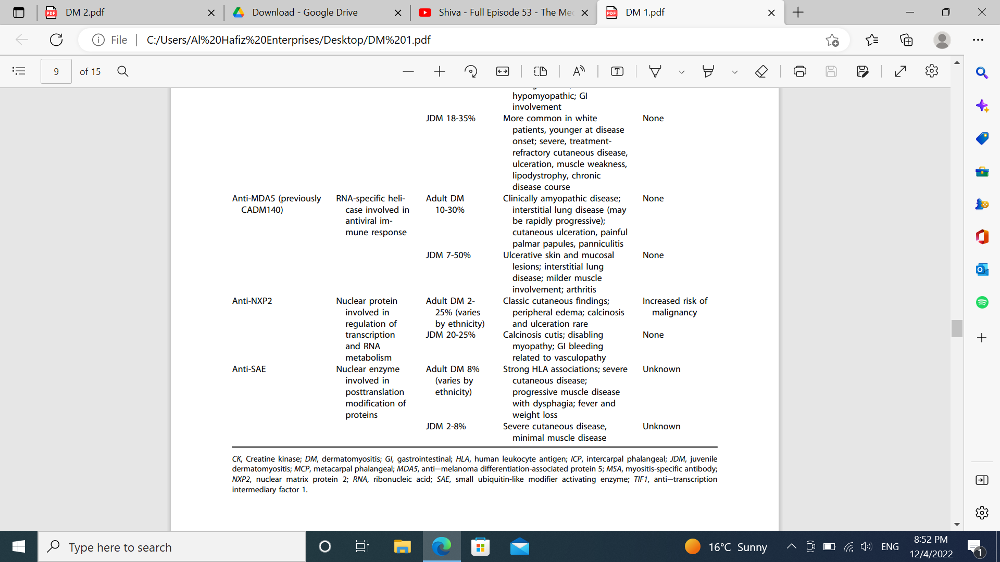 DM 2.pdf
Download - Google Drive
Shiva - Full Episode 53 - The Me
DM 1.pdf
File
C:/Users/Al%20Hafiz%20Enterprises/Desktop/DM%201.pdf
9
of 15
hypomyopathic; GI
involvement
JDM 18-35%
More common in white
None
patients, younger at disease
onset; severe, treatment-
refractory cutaneous disease,
ulceration, muscle weakness,
lipodystrophy, chronic
disease course
Anti-MDA5 (previously
CADM140)
RNA-specific heli-
case involved in
antiviral im-
mune response
Adult DM
10-30%
Clinically amyopathic disease;
interstitial lung disease (may
be rapidly progressive);
cutaneous ulceration, painful
palmar papules, panniculitis
None
JDM 7-50%
Ulcerative skin and mucosal
lesions; interstitial lung
disease; milder muscle
involvement; arthritis
None
Anti-NXP2
Nuclear protein
involved in
regulation of
transcription
and RNA
metabolism
Adult DM 2-
25% (varies
by ethnicity)
Classic cutaneous findings;
peripheral edema; calcinosis
and ulceration rare
Increased risk of
malignancy
JDM 20-25%
Calcinosis cutis; disabling
myopathy; GI bleeding
related to vasculopathy
None
Anti-SAE
Nuclear enzyme
involved in
posttranslation
modification of
proteins
Adult DM 8%
(varies by
ethnicity)
Strong HLA associations; severe
cutaneous disease;
progressive muscle disease
with dysphagia; fever and
weight loss
Unknown
JDM 2-8%
Severe cutaneous disease,
minimal muscle disease
Unknown
CK, Creatine kinase; DM, dermatomyositis; GI, gastrointestinal; HLA, human leukocyte antigen; ICP, intercarpal phalangeal; JDM, juvenile
dermatomyositis; MCP, metacarpal phalangeal; MDA5, anti−melanoma differentiation-associated protein 5; MSA, myositis-specific antibody;
NXP2, nuclear matrix protein 2; RNA, ribonucleic acid; SAE, small ubiquitin-like modifier activating enzyme; TIF1, anti−transcription
intermediary factor 1.
Type here to search
16°C Sunny
ENG
8:52 PM
12/4/2022
1